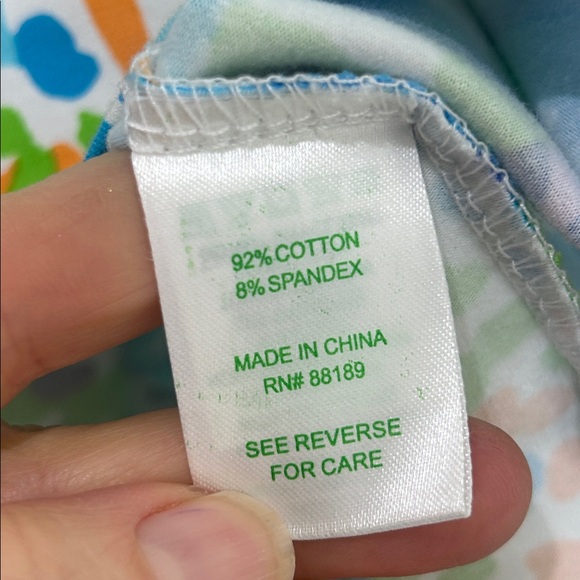 92% COTTON
8% SPANDEX
MADE IN CHINA
RN# 88189
SEE REVERSE
FOR CARE